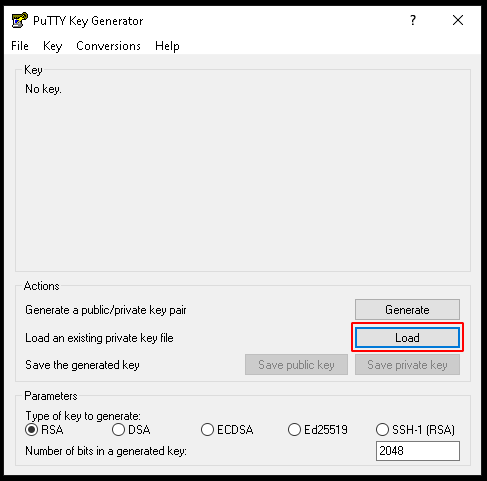 PuTTY Key Generator
File Key Conversions Help
Key
No key.
Actions
Generate a public/private key pair Generate
Load an existing private key file Load
Save the generated key Save public key Save private key
Parameters
Type of key to generate:
RSA DSA ECDSA Ed25519 SSH-1 (RSA)
Number of bits in a generated key: 2048